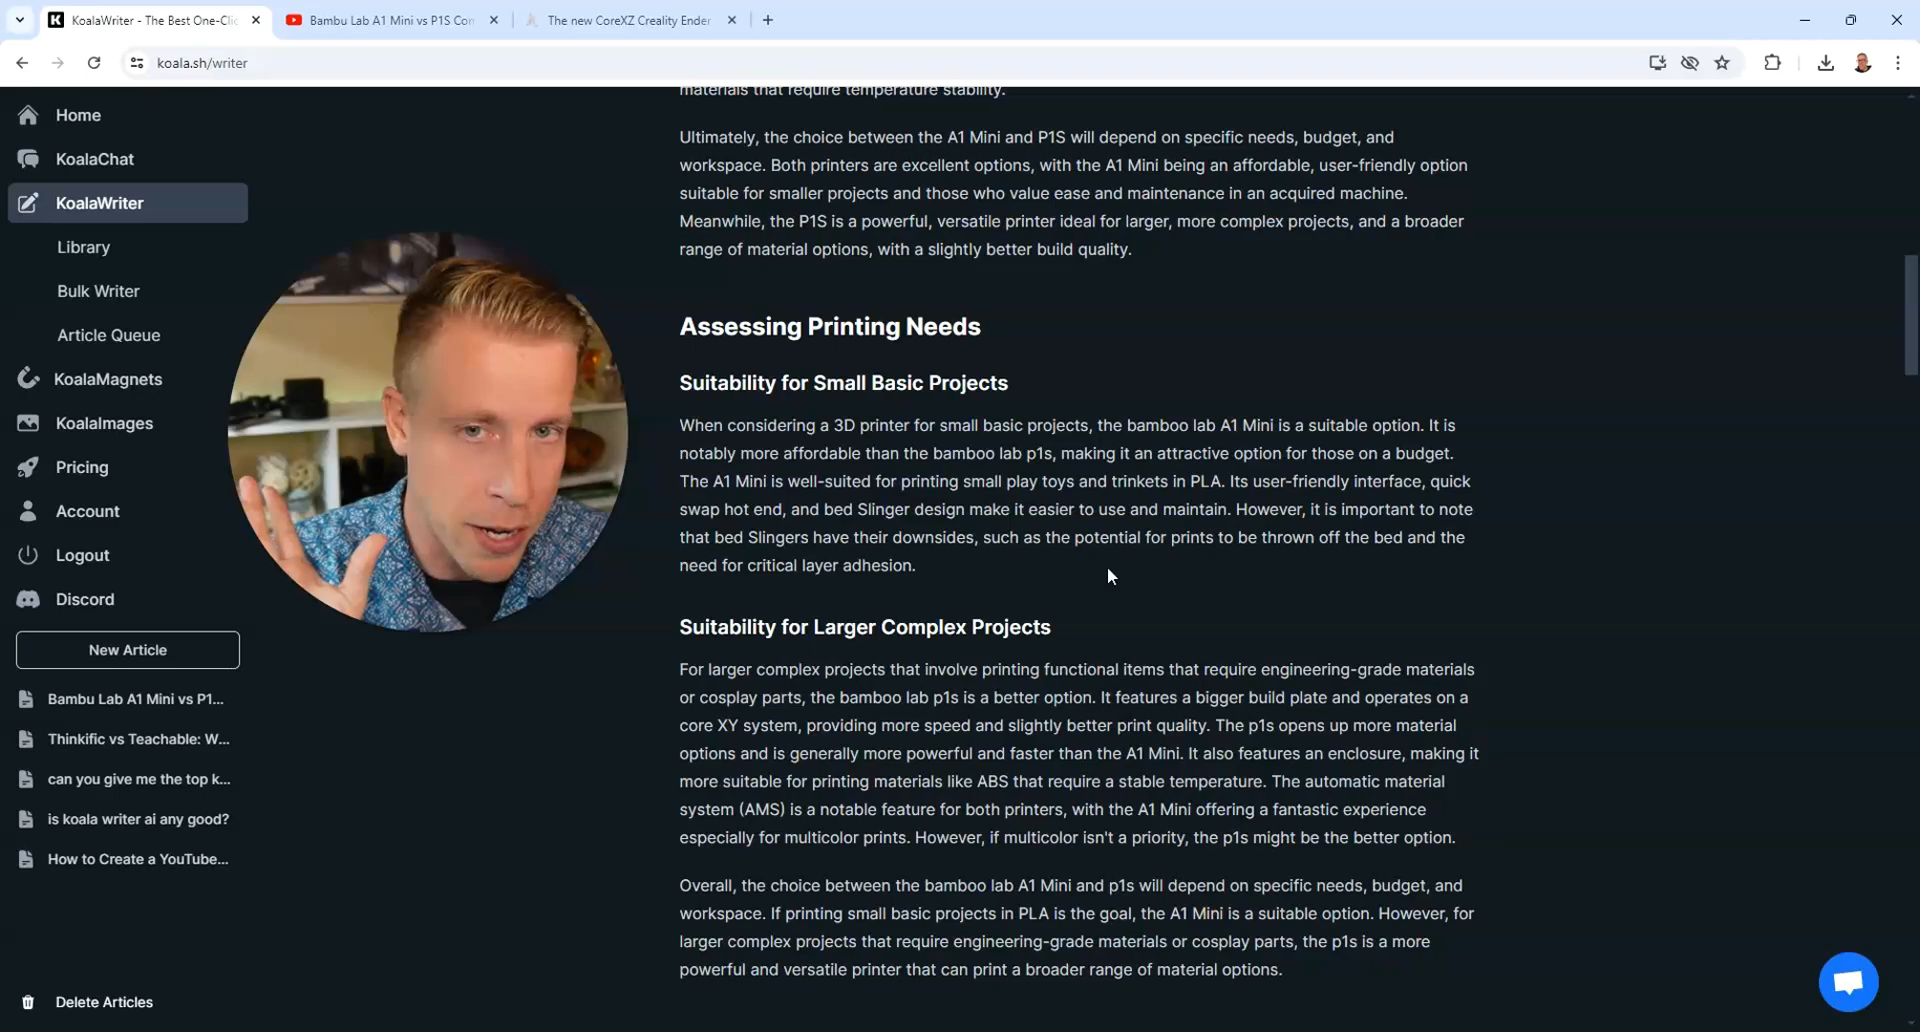 KoalaWriter - The Best One-Clic
Bambu Lab A1 Mini vs P1S Com
The new CoreXZ Creality Ender
koala.sh/writer
Home
KoalaChat
KoalaWriter
Library
Bulk Writer
Article Queue
KoalaMagnets
KoalaImages
Pricing
Account
Logout
Discord
New Article
Bambu Lab A1 Mini vs P1...
Thinkific vs Teachable: W...
can you give me the top k...
is koala writer ai any good?
How to Create a YouTube...
Delete Articles
materials that require temperature stability.
Ultimately, the choice between the A1 Mini and P1S will depend on specific needs, budget, and
workspace. Both printers are excellent options, with the A1 Mini being an affordable, user-friendly option
suitable for smaller projects and those who value ease and maintenance in an acquired machine.
Meanwhile, the P1S is a powerful, versatile printer ideal for larger, more complex projects, and a broader
range of material options, with a slightly better build quality.
Assessing Printing Needs
Suitability for Small Basic Projects
When considering a 3D printer for small basic projects, the bamboo lab A1 Mini is a suitable option. It is
notably more affordable than the bamboo lab p1s, making it an attractive option for those on a budget.
The A1 Mini is well-suited for printing small play toys and trinkets in PLA. Its user-friendly interface, quick
swap hot end, and bed Slinger design make it easier to use and maintain. However, it is important to note
that bed Slingers have their downsides, such as the potential for prints to be thrown off the bed and the
need for critical layer adhesion.
Suitability for Larger Complex Projects
For larger complex projects that involve printing functional items that require engineering-grade materials
or cosplay parts, the bamboo lab p1s is a better option. It features a bigger build plate and operates on a
core XY system, providing more speed and slightly better print quality. The p1s opens up more material
options and is generally more powerful and faster than the A1 Mini. It also features an enclosure, making it
more suitable for printing materials like ABS that require a stable temperature. The automatic material
system (AMS) is a notable feature for both printers, with the A1 Mini offering a fantastic experience
especially for multicolor prints. However, if multicolor isn't a priority, the p1s might be the better option.
Overall, the choice between the bamboo lab A1 Mini and p1s will depend on specific needs, budget, and
workspace. If printing small basic projects in PLA is the goal, the A1 Mini is a suitable option. However, for
larger complex projects that require engineering-grade materials or cosplay parts, the p1s is a more
powerful and versatile printer that can print a broader range of material options.